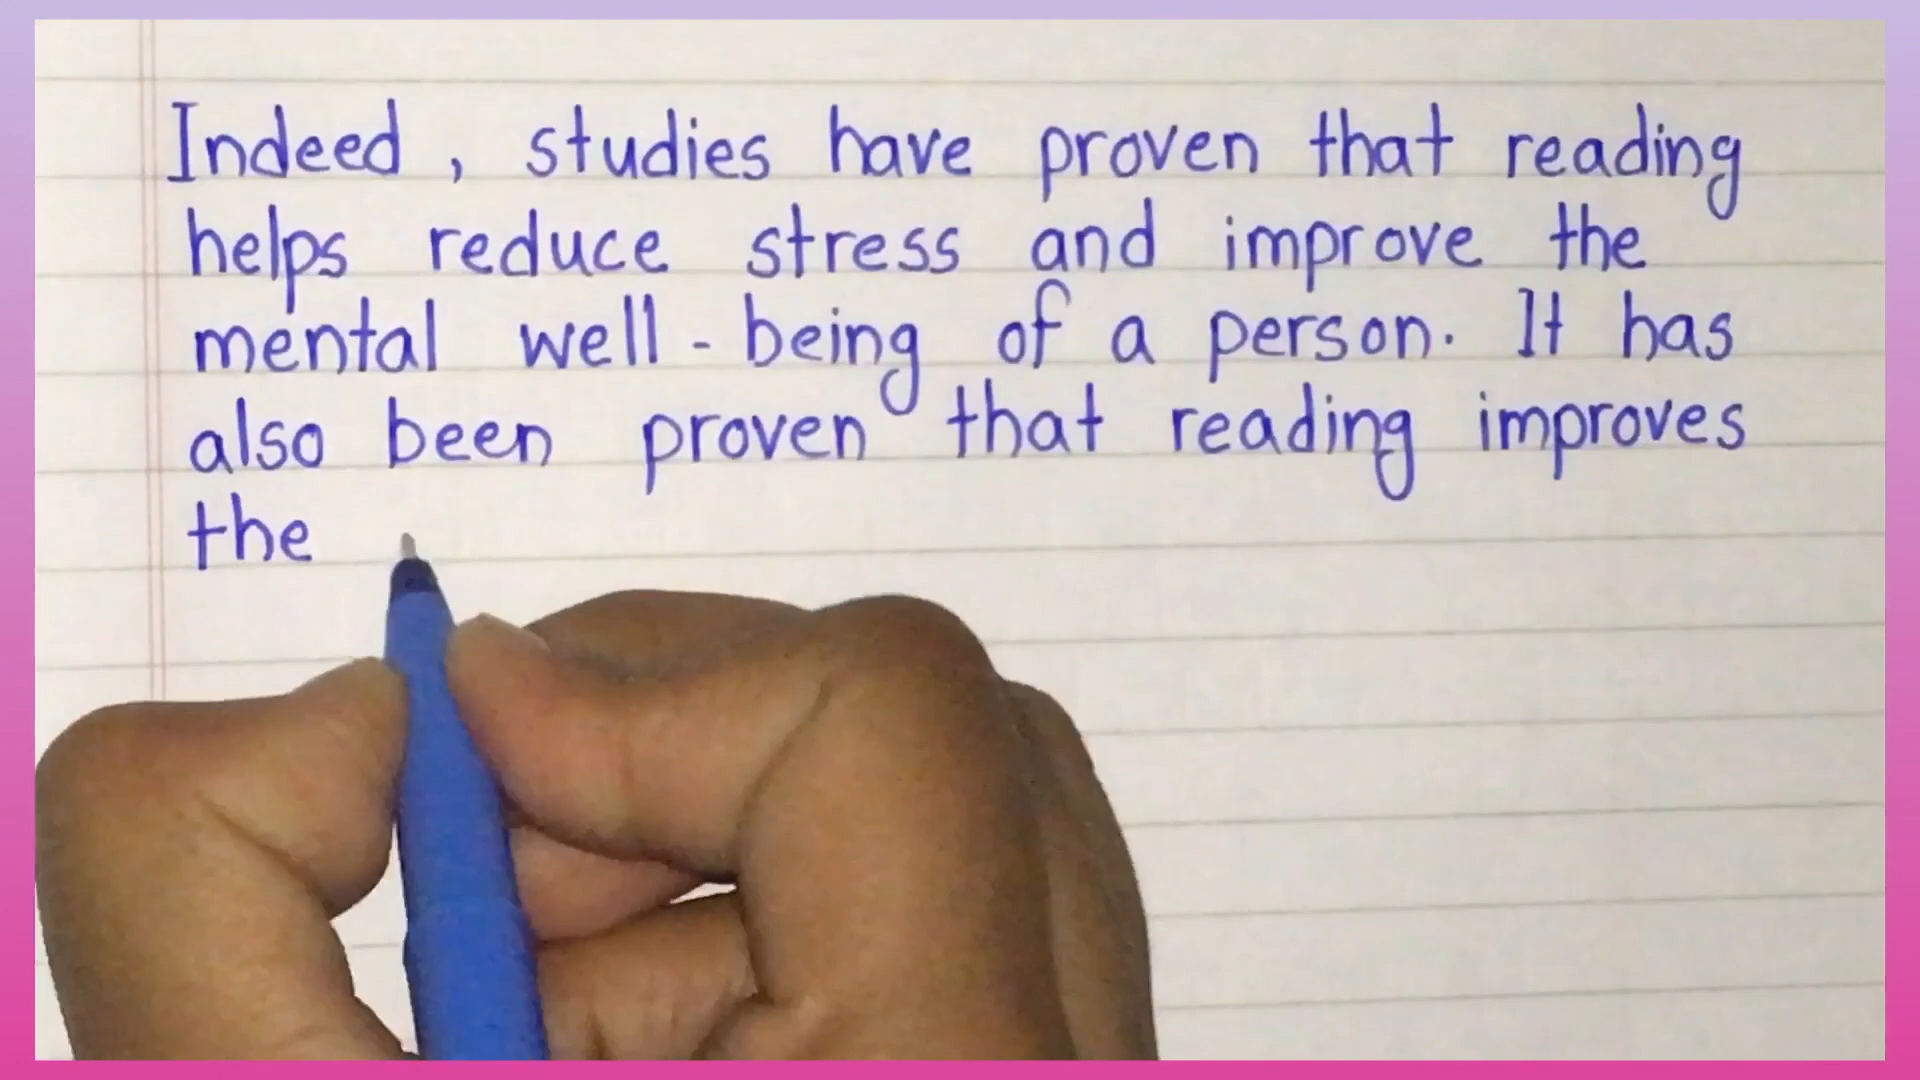 Indeed, studies have proven that reading
helps reduce stress and improve the
mental well-being of a person. It has
also been proven that reading improves
the